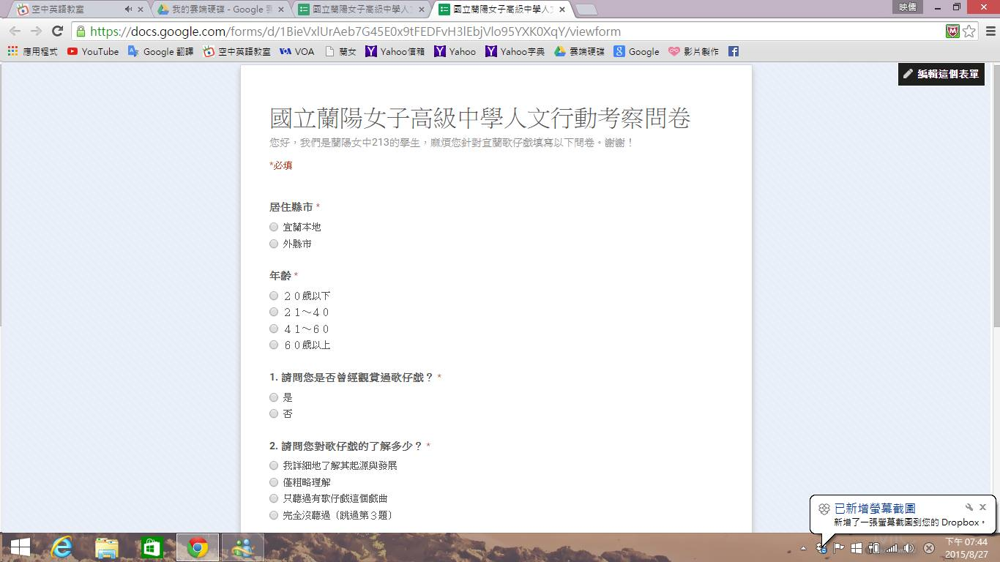 空中英語教室
我的雲端硬碟 - Google
國立蘭陽女子高級中學人文
國立蘭陽女子高級中學人文
映儒
https://docs.google.com/forms/d/1BieVxlUrAeb7G45E0x9tFEDFvH3lEbjVlo95YXK0XqY/viewform
應用程式 YouTube Google 翻譯 空中英語教室 VOA 蘭女 Yahoo信箱 Yahoo Yahoo字典 雲端硬碟 Google 影片製作
編輯這個表單
國立蘭陽女子高級中學人文行動考察問卷
您好，我們是蘭陽女中213的學生，麻煩您針對宜蘭歌仔戲填寫以下問卷。謝謝！
*必填
居住縣市 *
宜蘭本地
外縣市
年齡 *
２０歲以下
２１～４０
４１～６０
６０歲以上
1. 請問您是否曾經觀賞過歌仔戲？ *
是
否
2. 請問您對歌仔戲的了解多少？ *
我詳細地了解其起源與發展
僅粗略理解
只聽過有歌仔戲這個戲曲
完全沒聽過（跳過第３題）
已新增螢幕截圖
新增了一張螢幕截圖到您的 Dropbox。
下午 07:44
2015/8/27